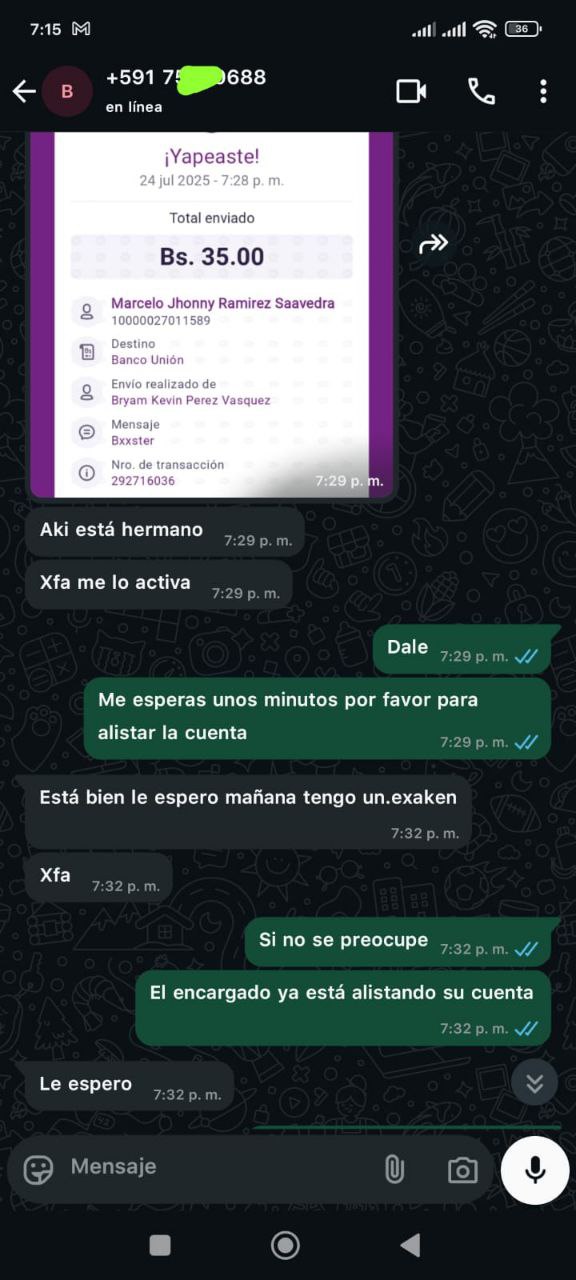 7:15
36
B
+591 75 0688
en línea
¡Yapeaste!
24 jul 2025 - 7:28 p. m.
Total enviado
Bs. 35.00
Marcelo Jhonny Ramirez Saavedra
10000027011589
Destino
Banco Unión
Envío realizado de
Bryam Kevin Perez Vasquez
Mensaje
Bxxster
Nro. de transacción
292716036
7:29 p. m.
Aki está hermano 7:29 p. m.
Xfa me lo activa 7:29 p. m.
Dale 7:29 p. m.
Me esperas unos minutos por favor para
alistar la cuenta
7:29 p. m.
Está bien le espero mañana tengo un.exaken
7:32 p. m.
Xfa 7:32 p. m.
Si no se preocupe 7:32 p. m.
El encargado ya está alistando su cuenta
7:32 p. m.
Le espero 7:32 p. m.
Mensaje